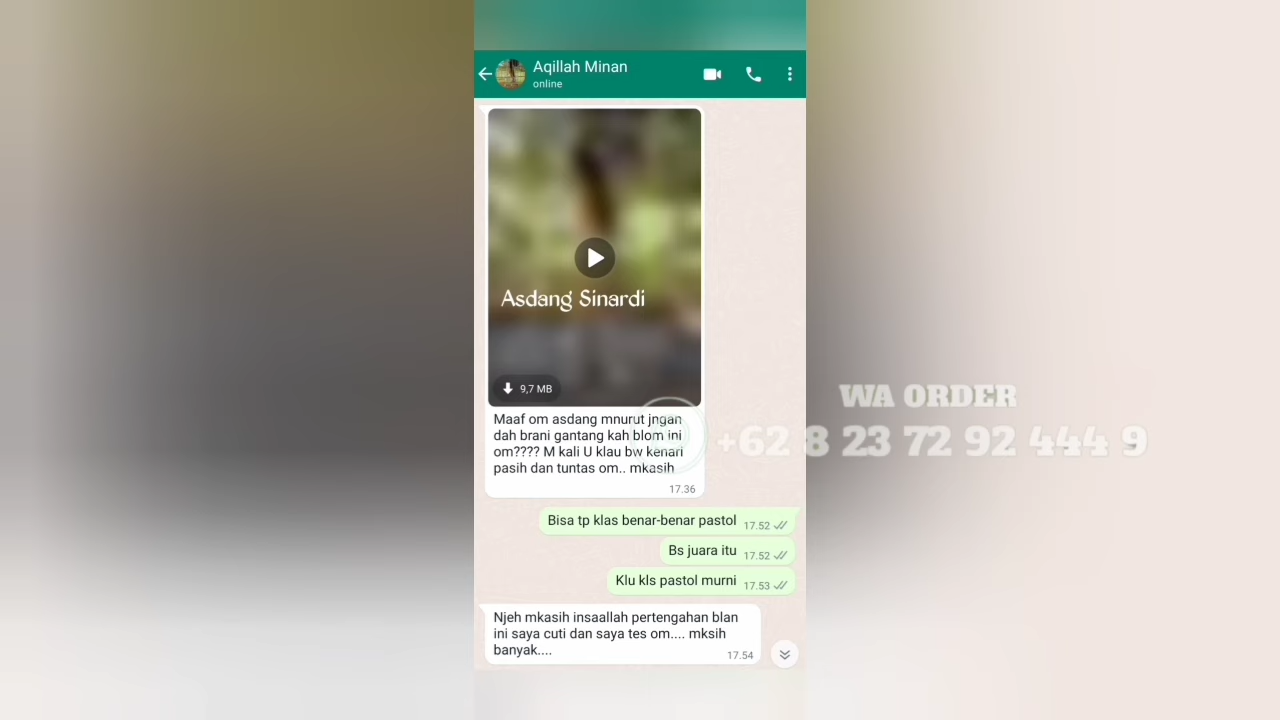 Aqillah Minan
online
Asdang Sinardi
9,7 MB
Maaf om asdang mnurut jngan
dah brani gantang kah blom ini
om???? M kali U klau bw kenari
pasih dan tuntas om.. mkasih
17.36
WA ORDER
+62 8 23 72 92 444 9
Bisa tp klas benar-benar pastol 17.52
Bs juara itu 17.52
Klu kls pastol murni 17.53
Njeh mkasih insaallah pertengahan blan
ini saya cuti dan saya tes om.... mksih
banyak....
17.54